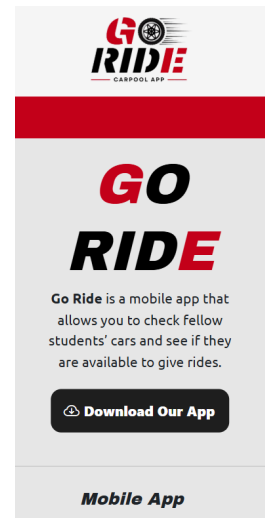 GO
RIDE
CARPOOL APP
GO
RIDE
Go Ride is a mobile app that
allows you to check fellow
students’ cars and see if they
are available to give rides.
Download Our App
Mobile App